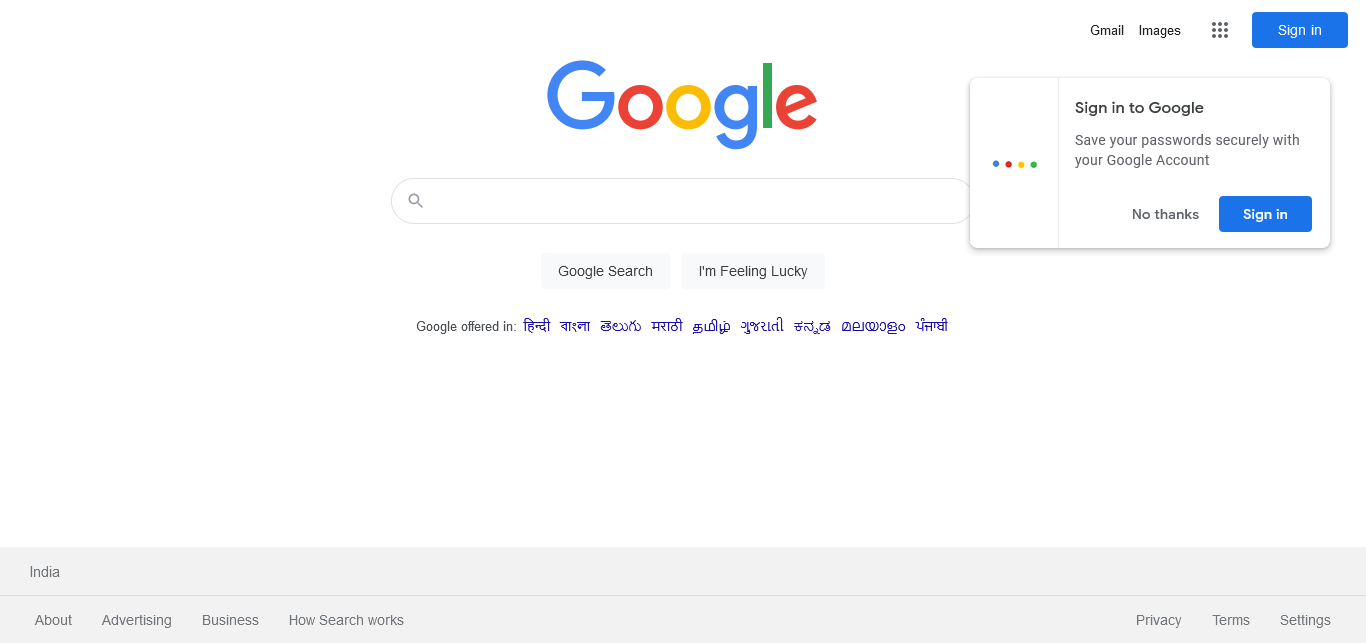 Gmail Images Sign in
Google
Sign in to Google
Save your passwords securely with
your Google Account
No thanks Sign in
Google Search I'm Feeling Lucky
Google offered in: हिन्दी বাংলা తెలుగు मराठी தமிழ் ગુજરાતી ಕನ್ನಡ മലയാളം ਪੰਜਾਬੀ
India
About Advertising Business How Search works Privacy Terms Settings